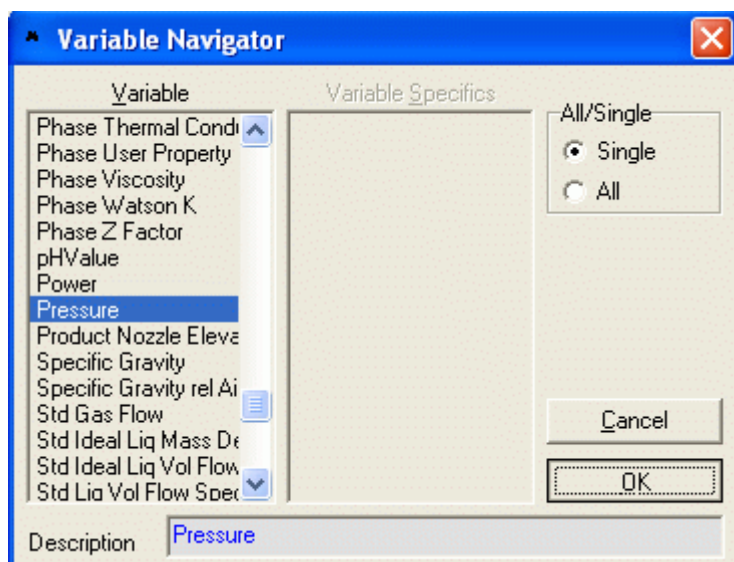 Variable Navigator
Variable
Phase Thermal Condu
Phase User Property
Phase Viscosity
Phase Watson K
Phase Z Factor
pHValue
Power
Pressure
Product Nozzle Eleva
Specific Gravity
Specific Gravity rel Ai
Std Gas Flow
Std Ideal Liq Mass De
Std Ideal Liq Vol Flow
Std Liq Vol Flow Spec
Variable Specifics
All/Single
Single
All
Cancel
OK
Description
Pressure